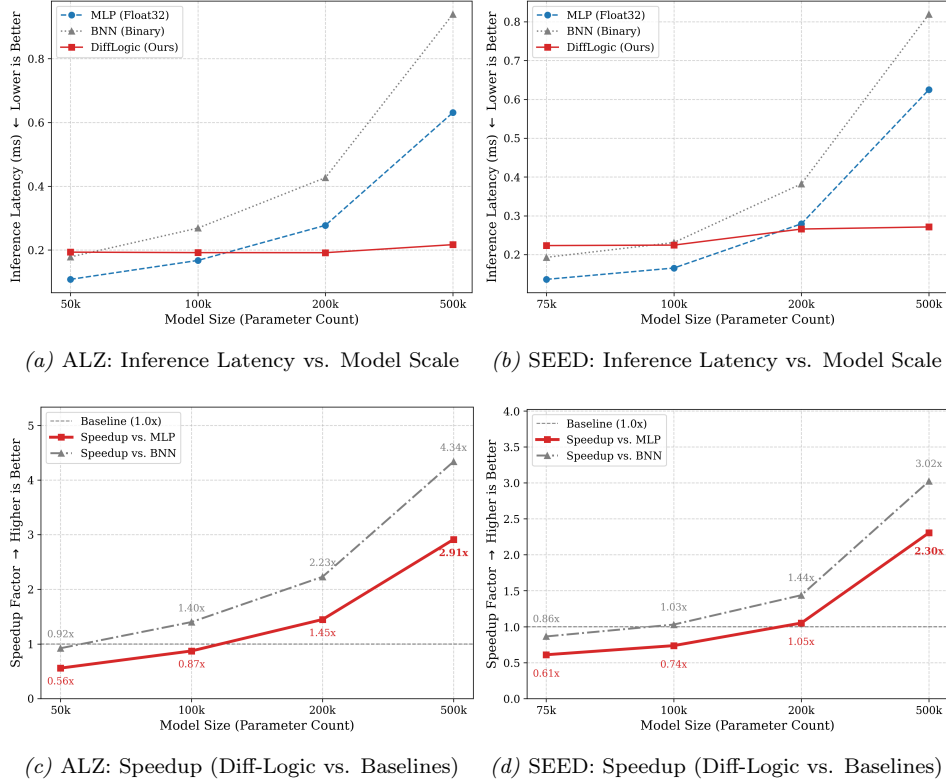 MLP (Float32)
BNN (Binary)
DiffLogic (Ours)
Inference Latency (ms) ← Lower is Better
0.8
0.6
0.4
0.2
50k
100k
200k
500k
Model Size (Parameter Count)
(a) ALZ: Inference Latency vs. Model Scale
MLP (Float32)
BNN (Binary)
DiffLogic (Ours)
Inference Latency (ms) ← Lower is Better
0.8
0.7
0.6
0.5
0.4
0.3
0.2
75k
100k
200k
500k
Model Size (Parameter Count)
(b) SEED: Inference Latency vs. Model Scale
Baseline (1.0x)
Speedup vs. MLP
Speedup vs. BNN
Speedup Factor → Higher is Better
5
4
3
2
1
0
0.92x
1.40x
2.23x
4.34x
0.56x
0.87x
1.45x
2.91x
50k
100k
200k
500k
Model Size (Parameter Count)
(c) ALZ: Speedup (Diff-Logic vs. Baselines)
Baseline (1.0x)
Speedup vs. MLP
Speedup vs. BNN
Speedup Factor → Higher is Better
4.0
3.5
3.0
2.5
2.0
1.5
1.0
0.5
0.0
0.86x
1.03x
1.44x
3.02x
0.61x
0.74x
1.05x
2.30x
75k
100k
200k
500k
Model Size (Parameter Count)
(d) SEED: Speedup (Diff-Logic vs. Baselines)